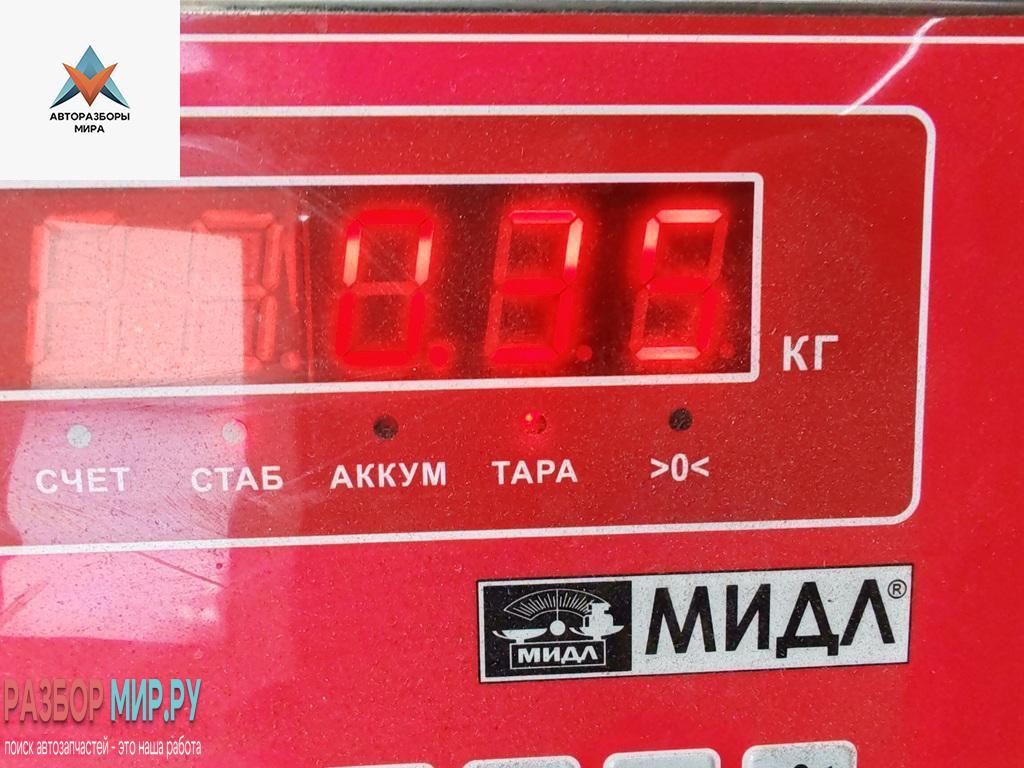 АВТОРАЗБОРЫ
МИРА
0.35
КГ
СЧЕТ СТАБ АККУМ ТАРА >0<
МИДЛ МИДЛ®
РАЗБОР МИР.РУ
поиск автозапчастей - это наша работа